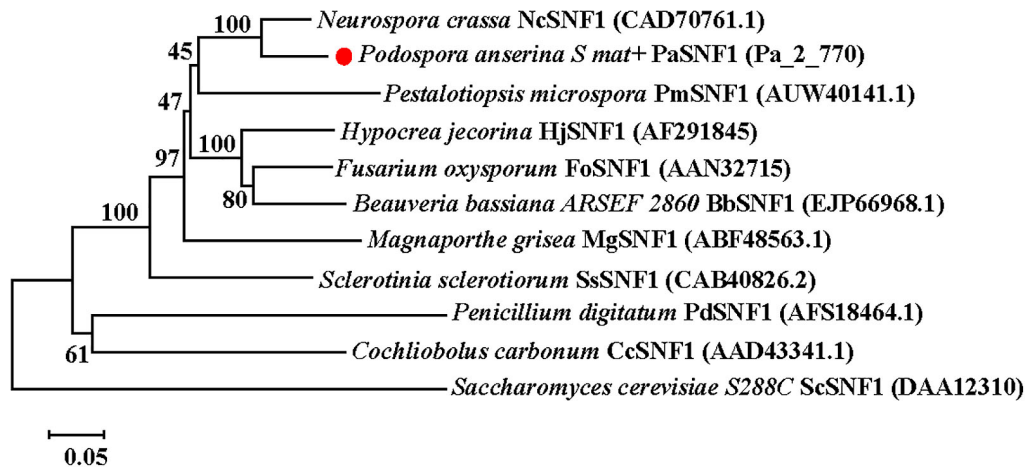 Neurospora crassa NcSNF1 (CAD70761.1)
100
Podospora anserina S mat+ PaSNF1 (Pa_2_770)
45
Pestalotiopsis microspora PmSNF1 (AUW40141.1)
47
Hypocrea jecorina HjSNF1 (AF291845)
100
Fusarium oxysporum FoSNF1 (AAN32715)
97
80
Beauveria bassiana ARSEF 2860 BbSNF1 (EJP66968.1)
100
Magnaporthe grisea MgSNF1 (ABF48563.1)
Sclerotinia sclerotiorum SsSNF1 (CAB40826.2)
Penicillium digitatum PdSNF1 (AFS18464.1)
61
Cochliobolus carbonum CcSNF1 (AAD43341.1)
Saccharomyces cerevisiae S288C ScSNF1 (DAA12310)
0.05